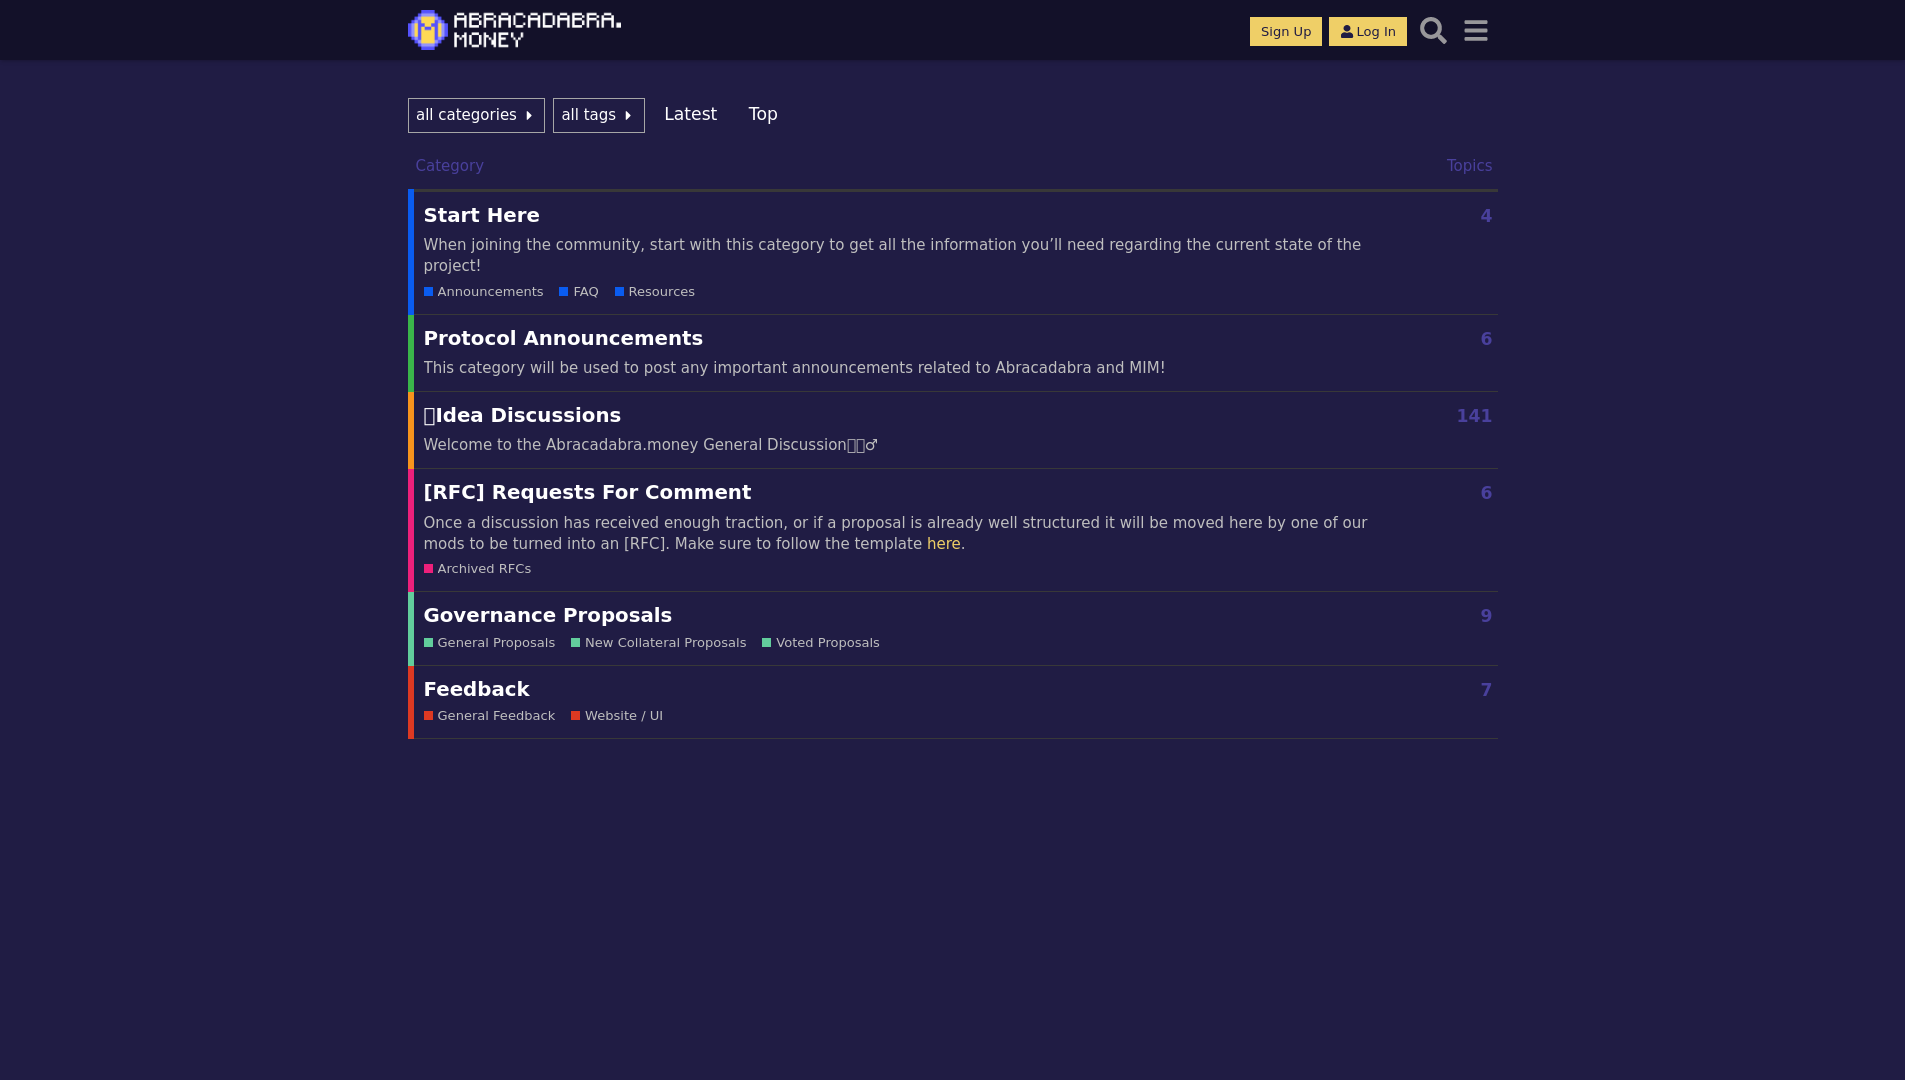 ABRACADABRA.
MONEY
Sign Up
Log In
all categories
all tags
Latest
Top
Category
Topics
Start Here
4
When joining the community, start with this category to get all the information you’ll need regarding the current state of the
project!
Announcements
FAQ
Resources
Protocol Announcements
6
This category will be used to post any important announcements related to Abracadabra and MIM!
Idea Discussions
141
Welcome to the Abracadabra.money General Discussion♂
[RFC] Requests For Comment
6
Once a discussion has received enough traction, or if a proposal is already well structured it will be moved here by one of our
mods to be turned into an [RFC]. Make sure to follow the template here.
Archived RFCs
Governance Proposals
9
General Proposals
New Collateral Proposals
Voted Proposals
Feedback
7
General Feedback
Website / UI